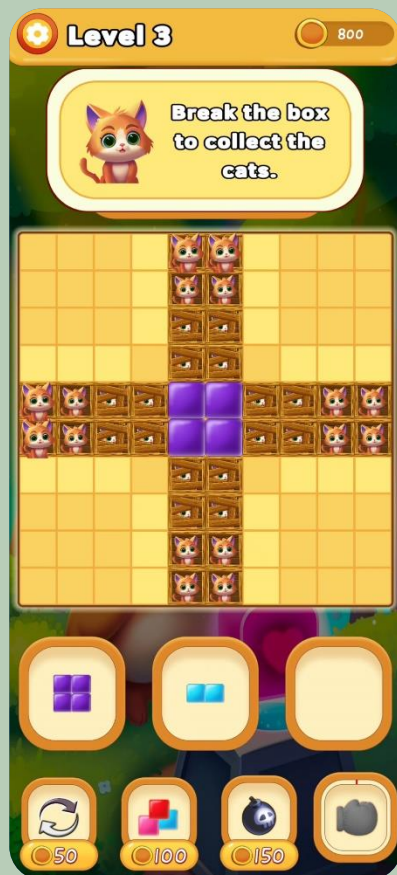 Level 3
800
Break the box
to collect the
cats.
50
100
150